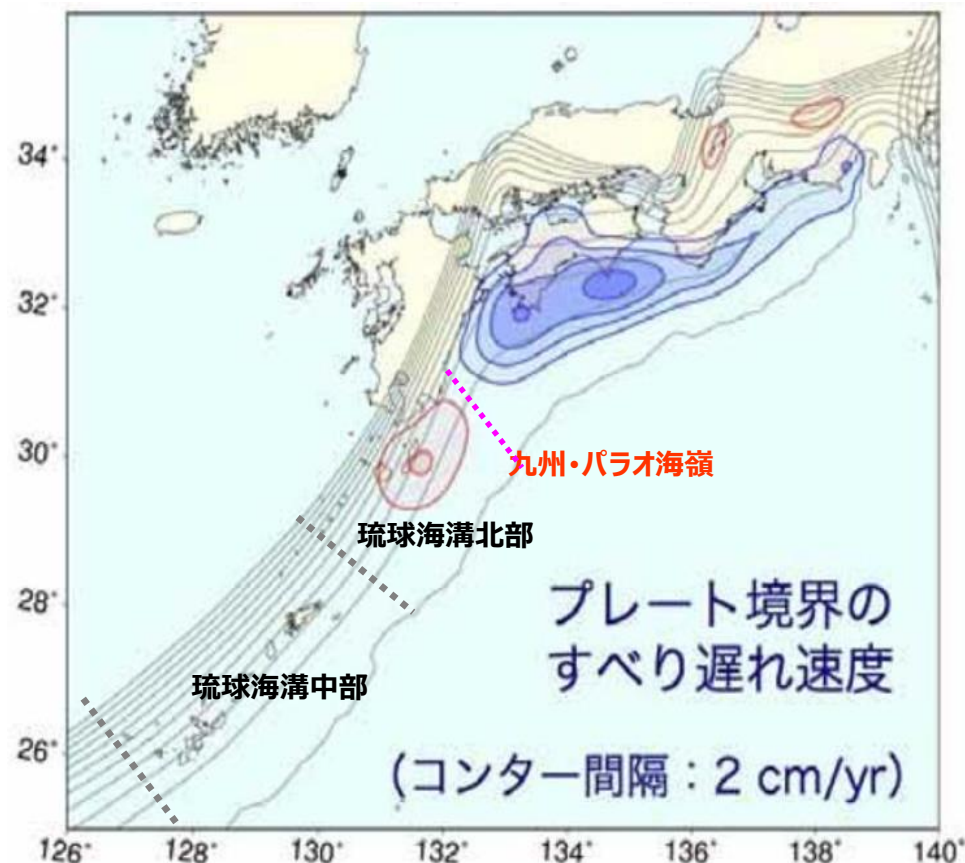 34°
32°
30°
28°
26°
九州・パラオ海嶺
琉球海溝北部
プレート境界の
すべり遅れ速度
琉球海溝中部
(コンター間隔：2 cm/yr)
126°
128°
130°
132°
134°
136°
138°
140°